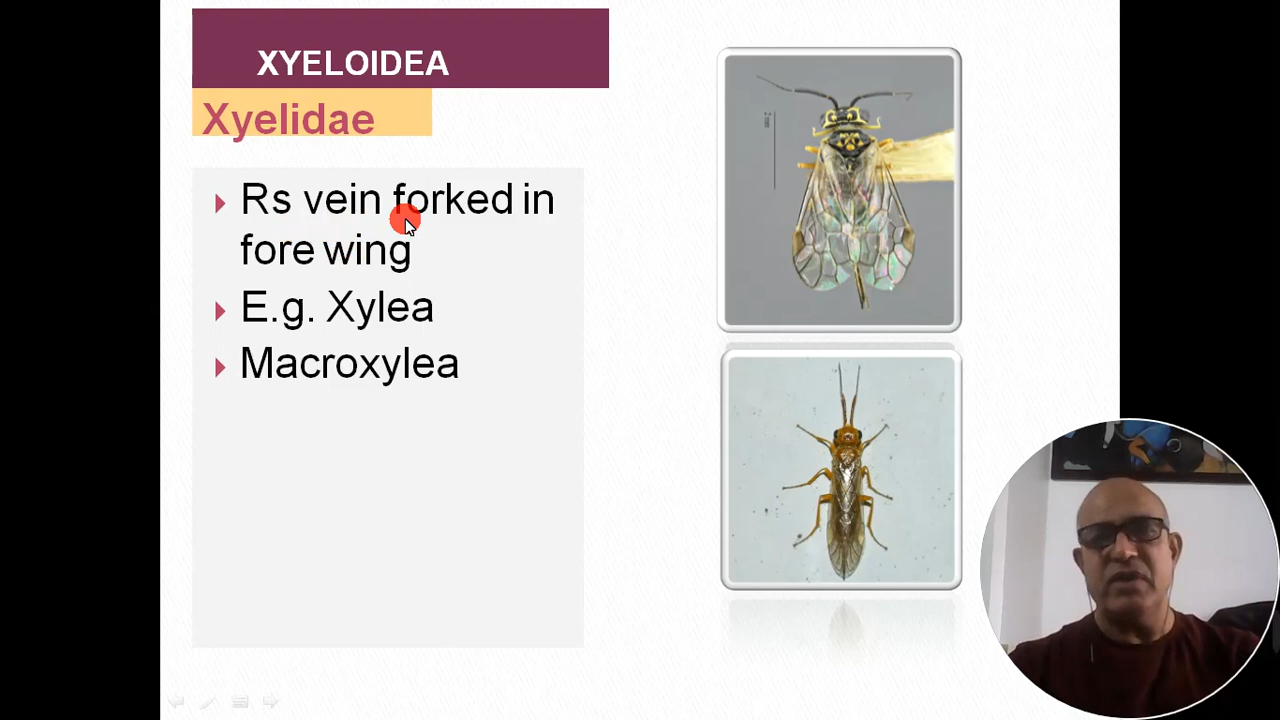 XYELOIDEA
Xyelidae
Rs vein forked in
fore wing
E.g. Xylea
Macroxylea